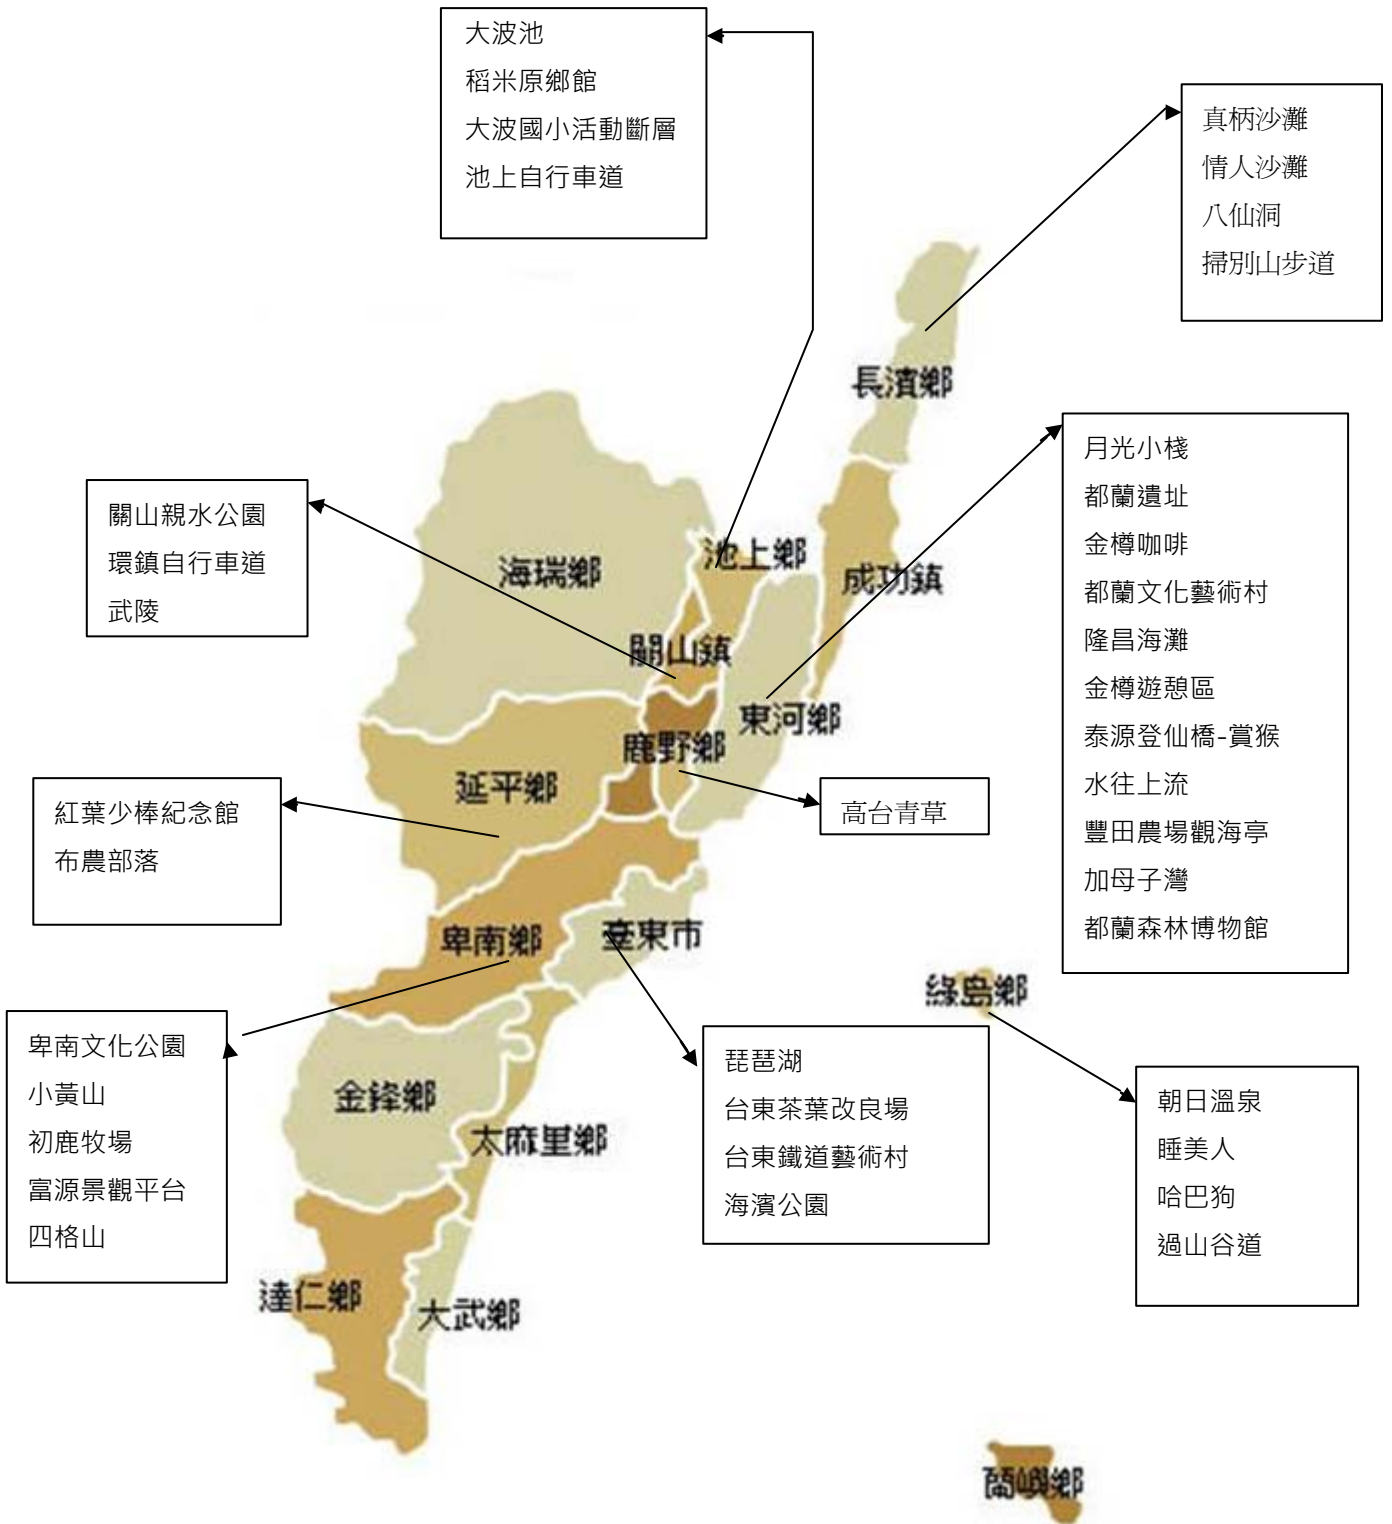 大波池
稻米原鄉館
大波國小活動斷層
池上自行車道
真柄沙灘
情人沙灘
八仙洞
掃別山步道
長濱鄉
月光小棧
都蘭遺址
金樽咖啡
都蘭文化藝術村
隆昌海灘
金樽遊憩區
泰源登仙橋-賞猴
水往上流
豐田農場觀海亭
加母子灣
都蘭森林博物館
關山親水公園
環鎮自行車道
武陵
海瑞鄉
池上鄉
成功鎮
關山鎮
東河鄉
鹿野鄉
延平鄉
高台青草
紅葉少棒紀念館
布農部落
卑南鄉
臺東市
綠島鄉
卑南文化公園
小黃山
初鹿牧場
富源景觀平台
四格山
金鋒鄉
太麻里鄉
琵琶湖
台東茶葉改良場
台東鐵道藝術村
海濱公園
朝日溫泉
睡美人
哈巴狗
過山谷道
達仁鄉
大武鄉
蘭嶼鄉